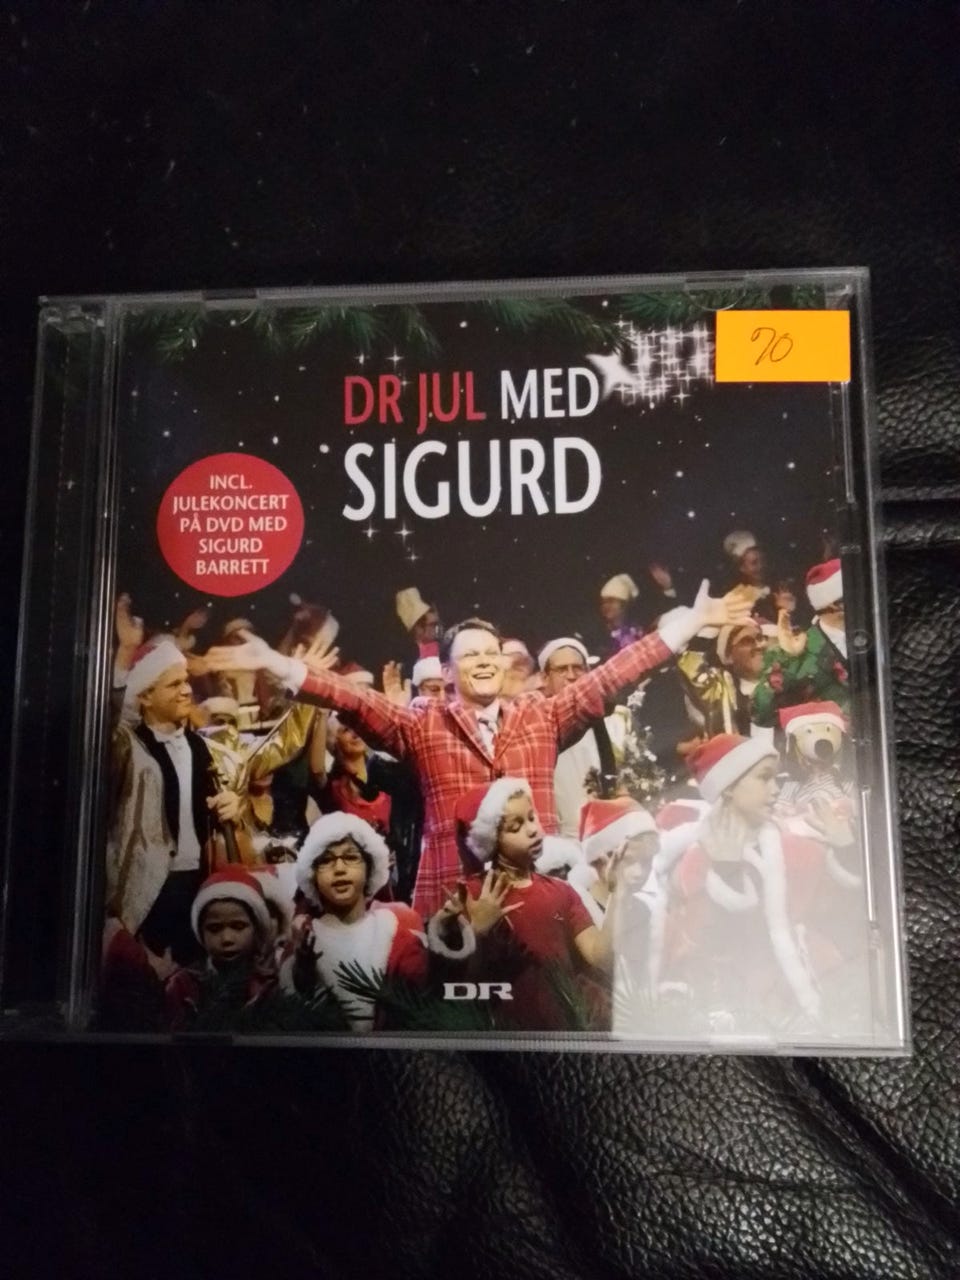 70
DR JUL MED
SIGURD
INCL.
JULEKONCERT
PÅ DVD MED
SIGURD
BARRETT
DR